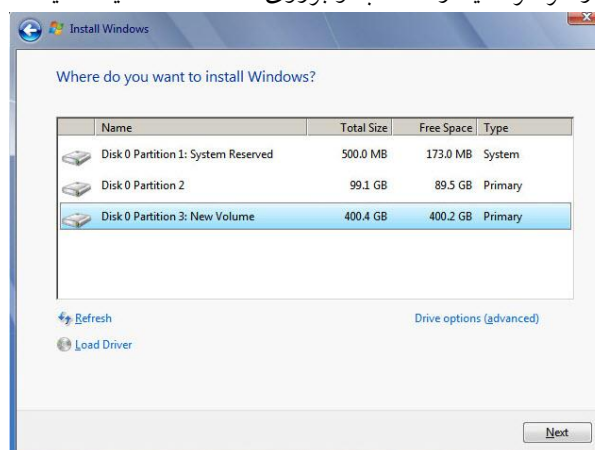 Install Windows
Where do you want to install Windows?
Name Total Size Free Space Type
Disk 0 Partition 1: System Reserved 500.0 MB 173.0 MB System
Disk 0 Partition 2 99.1 GB 89.5 GB Primary
Disk 0 Partition 3: New Volume 400.4 GB 400.2 GB Primary
Refresh Drive options (advanced)
Load Driver
Next